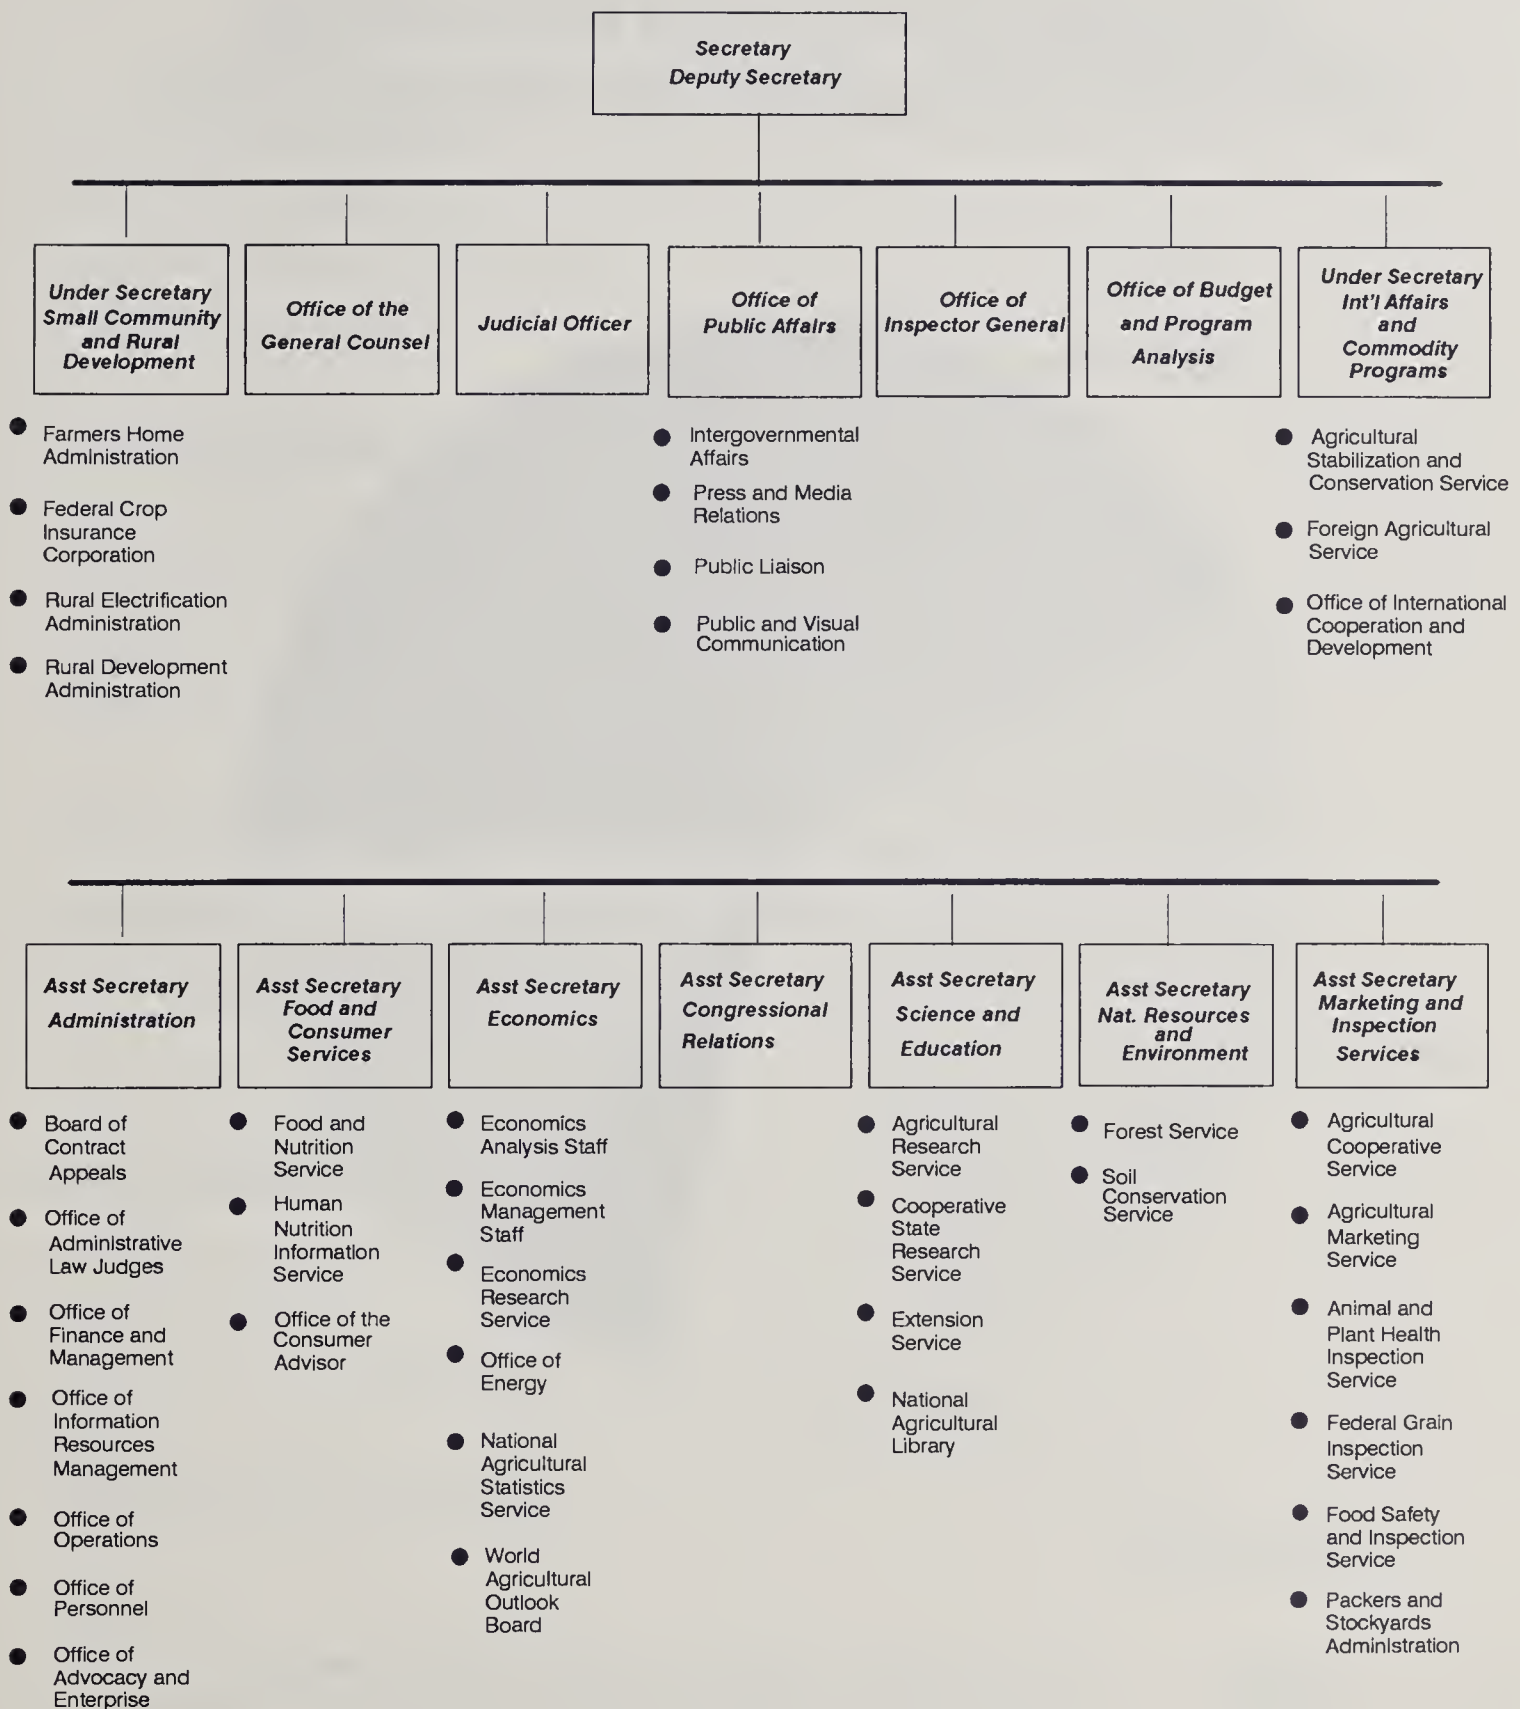 Secretary
Deputy Secretary
Under Secretary
Small Community
and Rural
Development
Office of the
General Counsel
Judicial Officer
Office of
Public Affairs
Office of
Inspector General
Office of Budget
and Program
Analysis
Under Secretary
Int'l Affairs
and
Commodity
Programs
Farmers Home
Administration
Federal Crop
Insurance
Corporation
Rural Electrification
Administration
Rural Development
Administration
Intergovernmental
Affairs
Press and Media
Relations
Public Liaison
Public and Visual
Communication
Agricultural
Stabilization and
Conservation Service
Foreign Agricultural
Service
Office of International
Cooperation and
Development
Asst Secretary
Administration
Asst Secretary
Food and
Consumer
Services
Asst Secretary
Economics
Asst Secretary
Congressional
Relations
Asst Secretary
Science and
Education
Asst Secretary
Nat. Resources
and
Environment
Asst Secretary
Marketing and
Inspection
Services
Board of
Contract
Appeals
Office of
Administrative
Law Judges
Office of
Finance and
Management
Office of
Information
Resources
Management
Office of
Operations
Office of
Personnel
Office of
Advocacy and
Enterprise
Food and
Nutrition
Service
Human
Nutrition
Information
Service
Office of the
Consumer
Advisor
Economics
Analysis Staff
Economics
Management
Staff
Economics
Research
Service
Office of
Energy
National
Agricultural
Statistics
Service
World
Agricultural
Outlook
Board
Agricultural
Research
Service
Cooperative
State
Research
Service
Extension
Service
National
Agricultural
Library
Forest Service
Soil
Conservation
Service
Agricultural
Cooperative
Service
Agricultural
Marketing
Service
Animal and
Plant Health
Inspection
Service
Federal Grain
Inspection
Service
Food Safety
and Inspection
Service
Packers and
Stockyards
Administration